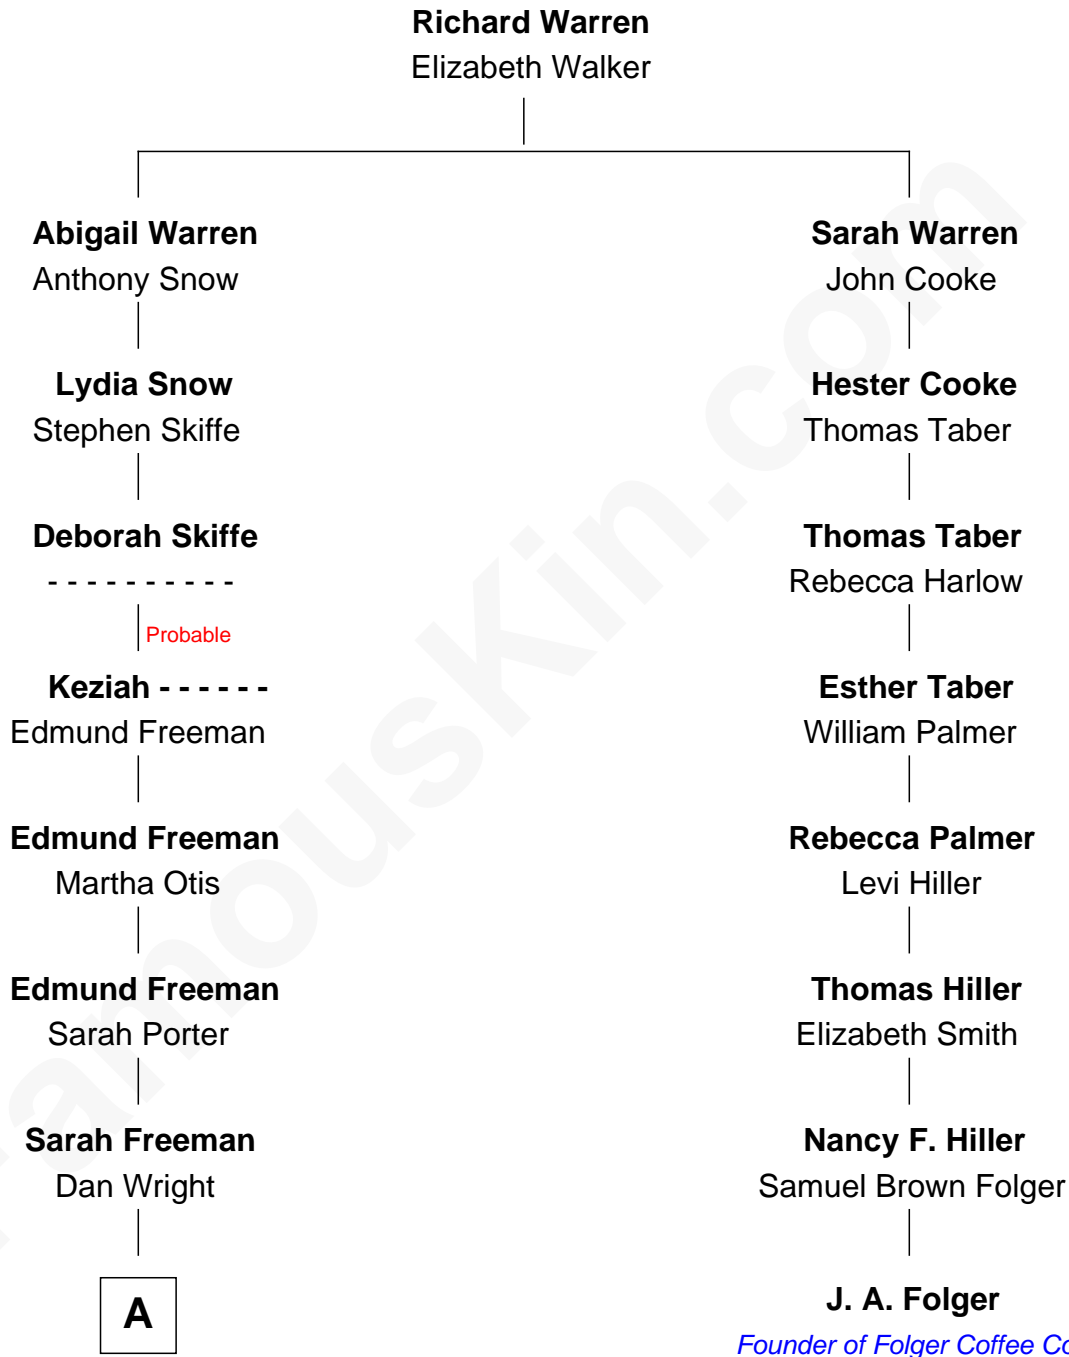 Richard Warren
Elizabeth Walker
Abigail Warren
Anthony Snow
Sarah Warren
John Cooke
Lydia Snow
Stephen Skiffe
Hester Cooke
Thomas Taber
Deborah Skiffe
- - - - - - - - - -
Thomas Taber
Rebecca Harlow
Probable
Keziah - - - - - -
Edmund Freeman
Esther Taber
William Palmer
Edmund Freeman
Martha Otis
Rebecca Palmer
Levi Hiller
Edmund Freeman
Sarah Porter
Thomas Hiller
Elizabeth Smith
Sarah Freeman
Dan Wright
Nancy F. Hiller
Samuel Brown Folger
A
J. A. Folger
Founder of Folger Coffee Co
FamousKin.com